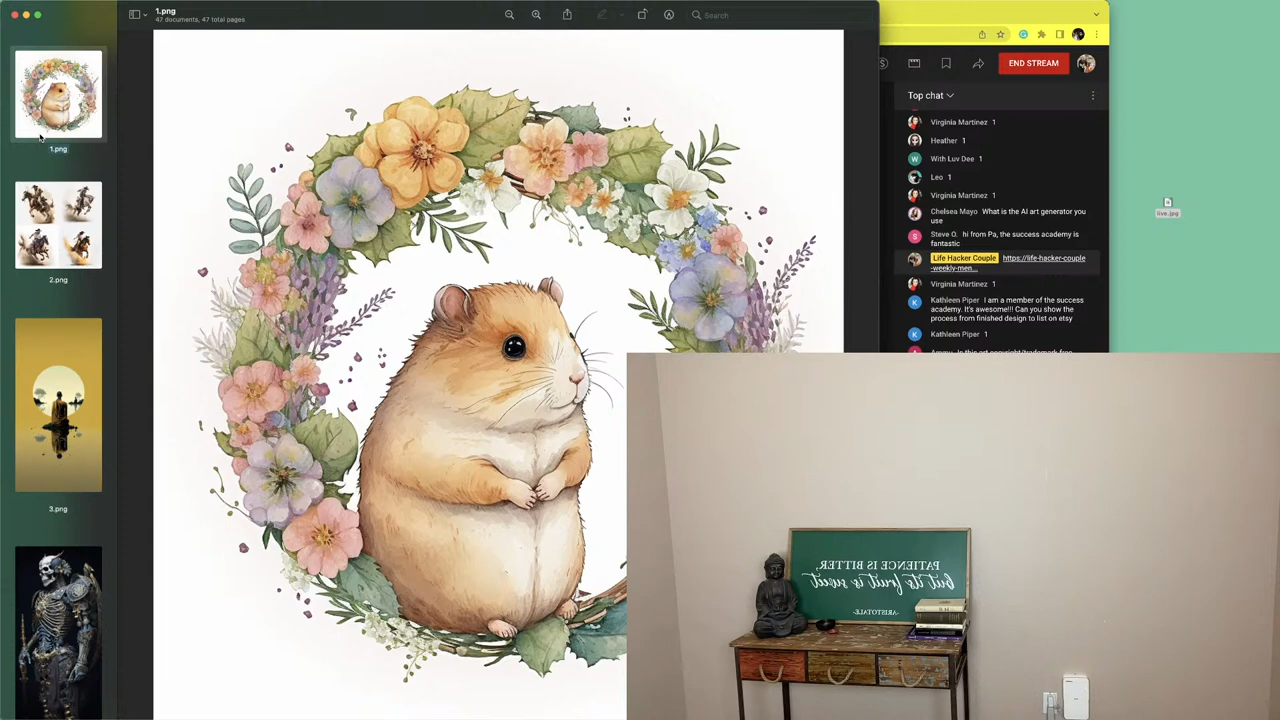 1.png
47 documents, 47 total pages
Search
1.png
2.png
3.png
END STREAM
Top chat
Virginia Martinez 1
Heather 1
With Luv Dee 1
Leo 1
Virginia Martinez 1
Chelsea Mayo What is the AI art generator you
use
Steve O. hi from Pa, the success academy is
fantastic
Life Hacker Couple https://life-hacker-couple
-weekly-men...
Virginia Martinez 1
Kathleen Piper I am a member of the success
academy. It's awesome!!! Can you show the
process from finished design to list on etsy
Kathleen Piper 1
live.jpg
PATIENCE IS BITTER,
but its fruit is sweet
-ARISTOTLE-